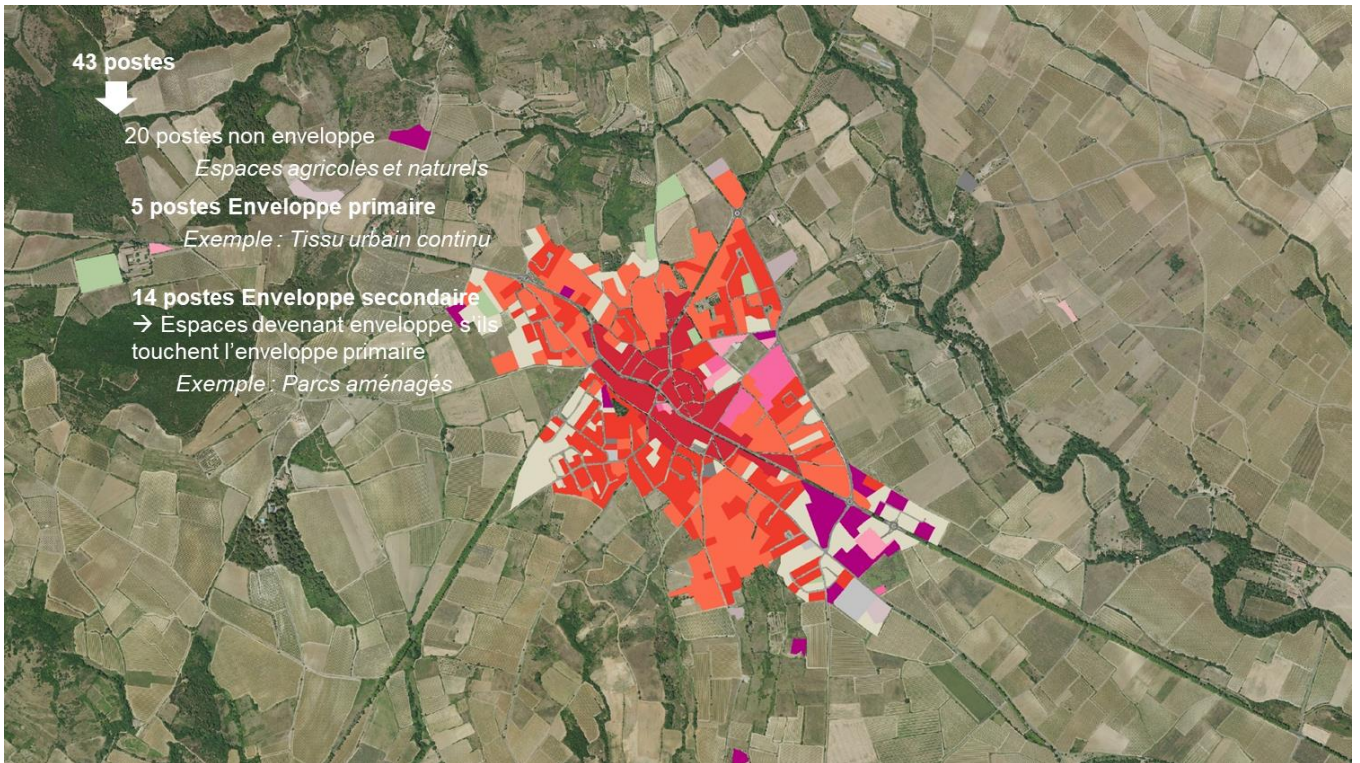 43 postes
20 postes non enveloppe
Espaces agricoles et naturels
5 postes Enveloppe primaire
Exemple : Tissu urbain continu
14 postes Enveloppe secondaire
→ Espaces devenant enveloppe s'ils
touchent l'enveloppe primaire
Exemple : Parcs aménagés